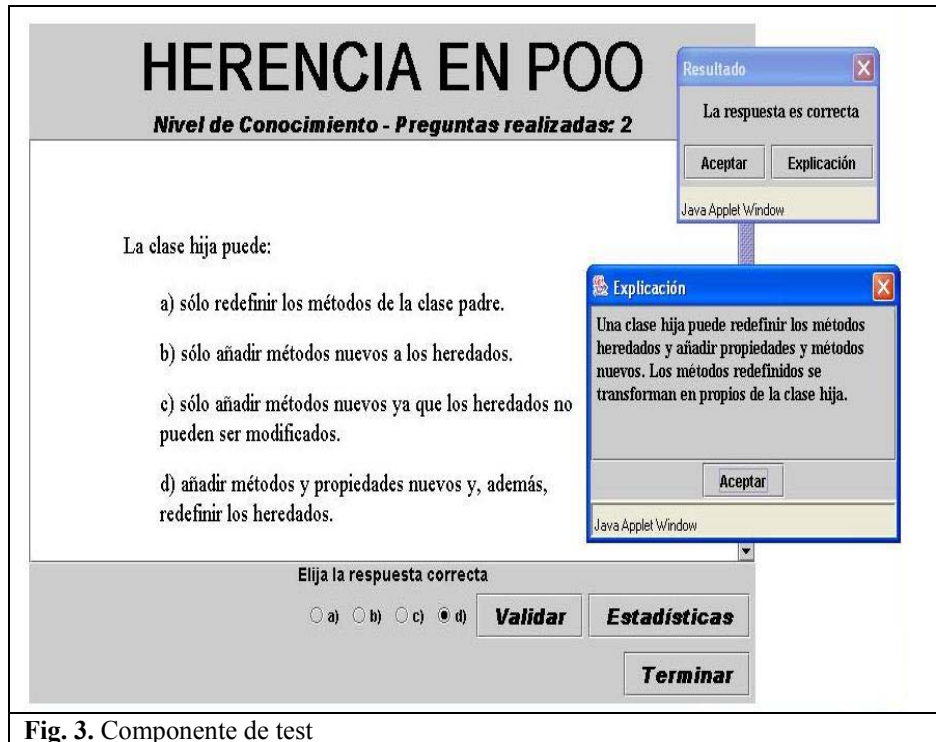 HERENCIA EN POO
Nivel de Conocimiento - Preguntas realizadas: 2
Resultado
La respuesta es correcta
Aceptar Explicación
Java Applet Window
La clase hija puede:
a) sólo redefinir los métodos de la clase padre.
b) sólo añadir métodos nuevos a los heredados.
c) sólo añadir métodos nuevos ya que los heredados no
pueden ser modificados.
d) añadir métodos y propiedades nuevos y, además,
redefinir los heredados.
Explicación
Una clase hija puede redefinir los métodos
heredados y añadir propiedades y métodos
nuevos. Los métodos redefinidos se
transforman en propios de la clase hija.
Aceptar
Java Applet Window
Elija la respuesta correcta
a) b) c) d) Validar Estadísticas
Terminar
Fig. 3. Componente de test